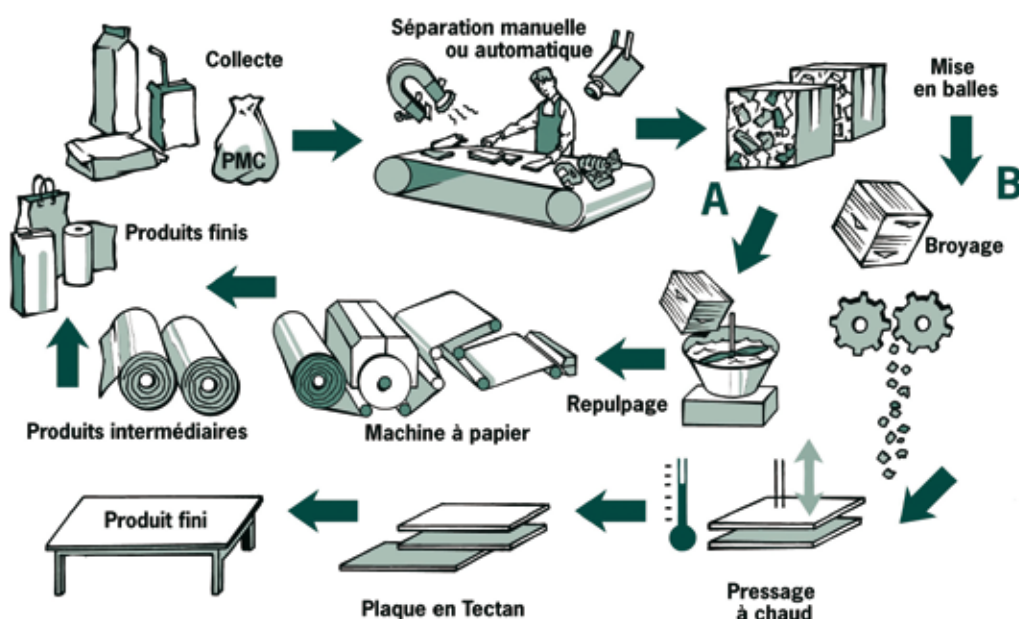 Collecte
PMC
Séparation manuelle
ou automatique
Mise
en balles
A
B
Broyage
Repulpage
Machine à papier
Produits intermédiaires
Produits finis
Pressage
à chaud
Plaque en Tectan
Produit fini